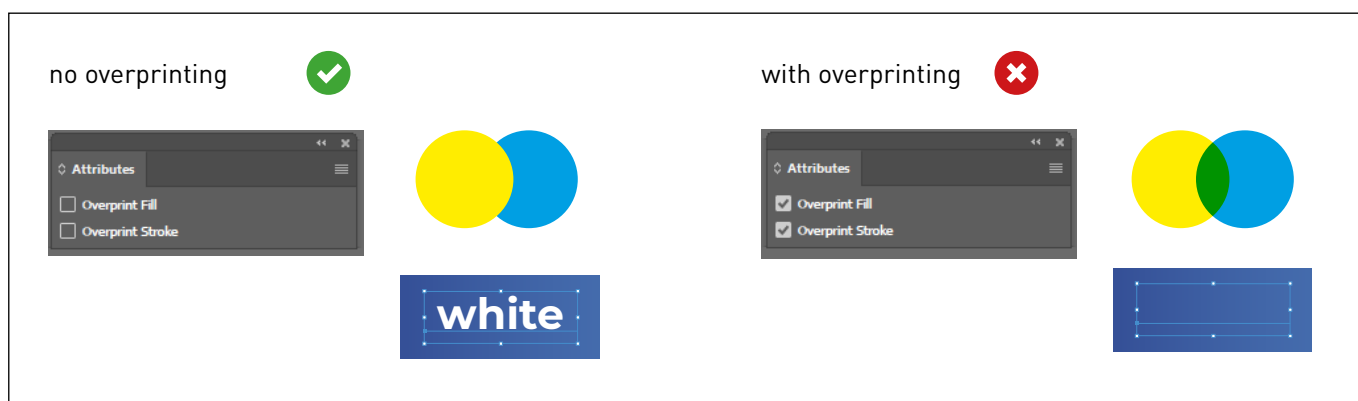 no overprinting
Attributes
Overprint Fill
Overprint Stroke
white
with overprinting
Attributes
Overprint Fill
Overprint Stroke